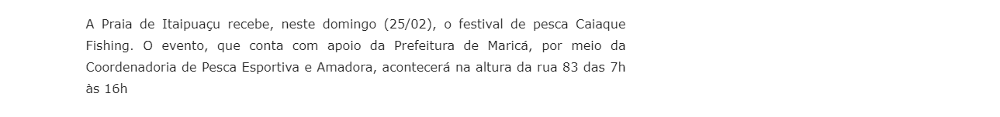 A Praia de Itaipuaçu recebe, neste domingo (25/02), o festival de pesca Caiaque
Fishing. O evento, que conta com apoio da Prefeitura de Maricá, por meio da
Coordenadoria de Pesca Esportiva e Amadora, acontecerá na altura da rua 83 das 7h
às 16h